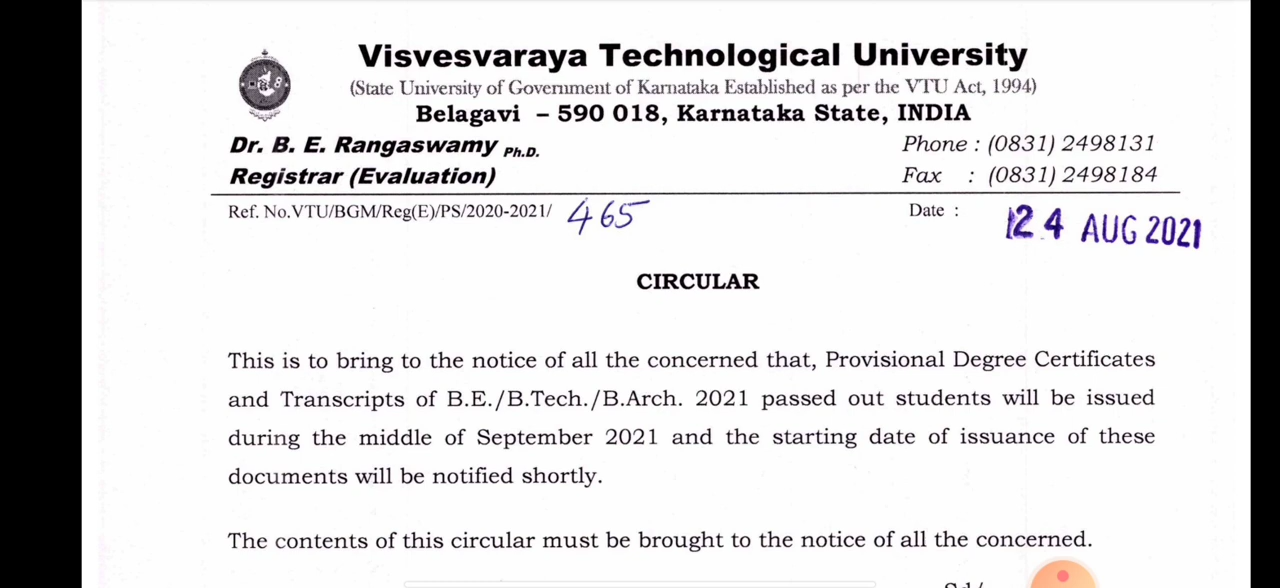 Visvesvaraya Technological University
(State University of Government of Karnataka Established as per the VTU Act, 1994)
Belagavi – 590 018, Karnataka State, INDIA
Dr. B. E. Rangaswamy Ph.D. Phone : (0831) 2498131
Registrar (Evaluation) Fax : (0831) 2498184
Ref. No.VTU/BGM/Reg(E)/PS/2020-2021/ 465 Date : 24 AUG 2021
CIRCULAR
This is to bring to the notice of all the concerned that, Provisional Degree Certificates
and Transcripts of B.E./B.Tech./B.Arch. 2021 passed out students will be issued
during the middle of September 2021 and the starting date of issuance of these
documents will be notified shortly.
The contents of this circular must be brought to the notice of all the concerned.